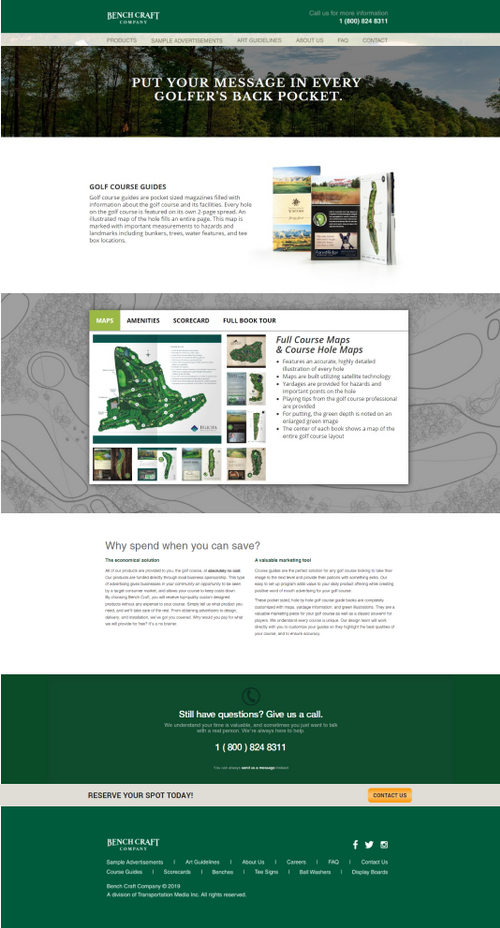 BENCH CRAFT
COMPANY
Call us for more information
1 (800) 824 8311
PRODUCTS
SAMPLE ADVERTISEMENTS
ART GUIDELINES
ABOUT US
FAQ
CONTACT
PUT YOUR MESSAGE IN EVERY
GOLFER'S BACK POCKET.
GOLF COURSE GUIDES
Golf course guides are pocket sized magazines filled with
information about the golf course and its facilities. Every hole
on the golf course is featured on its own 2-page spread. An
illustrated map of the hole fills an entire page. This map is
marked with important measurements to hazards and
landmarks including bunkers, trees, water features, and tee
box locations.
MAPS
AMENITIES
SCORECARD
FULL BOOK TOUR
Full Course Maps
& Course Hole Maps
Features an accurate, highly detailed
illustration of every hole
Maps are built utilizing satellite technology
Yardages are provided for hazards and
important points on the hole
Playing tips from the golf course professional
are provided
For putting, the green depth is noted on an
enlarged green image
The center of each book shows a map of the
entire golf course layout
Why spend when you can save?
The economical solution
All of our products are provided to you, the golf course, at absolutely no cost.
Our products are funded directly through local business sponsorship. This type
of advertising gives businesses in your community an opportunity to be seen
by a target consumer market, and allows your course to keep costs down.
By choosing Bench Craft, you will receive top-quality custom designed
products without any expense to your course. Simply tell us what product you
need, and we'll take care of the rest. From obtaining advertisers to design,
delivery, and installation, we've got you covered. Why would you pay for what
we will provide for free? It's a no brainer.
A valuable marketing tool
Course guides are the perfect solution for any golf course looking to take their
image to the next level and provide their patrons with something extra. Our
easy to set up program adds value to your daily product offering while creating
positive word of mouth advertising for your golf course.
These pocket sized, hole by hole golf course guide books are completely
customized with maps, yardage information, and green illustrations. They are a
valuable marketing piece for your golf course as well as a classic souvenir for
players. We understand every course is unique. Our design team will work
directly with you to customize your guides so they highlight the best qualities of
your course, and to ensure accuracy.
Still have questions? Give us a call.
We understand your time is valuable, and sometimes you just want to talk
with a real person. We're always here to help.
1 ( 800 ) 824 8311
You can always send us a message instead.
RESERVE YOUR SPOT TODAY!
CONTACT US
BENCH CRAFT
COMPANY
Sample Advertisements | Art Guidelines | About Us | Careers | FAQ | Contact Us
Course Guides | Scorecards | Benches | Tee Signs | Ball Washers | Display Boards
Bench Craft Company © 2019
A division of Transportation Media Inc. All rights reserved.